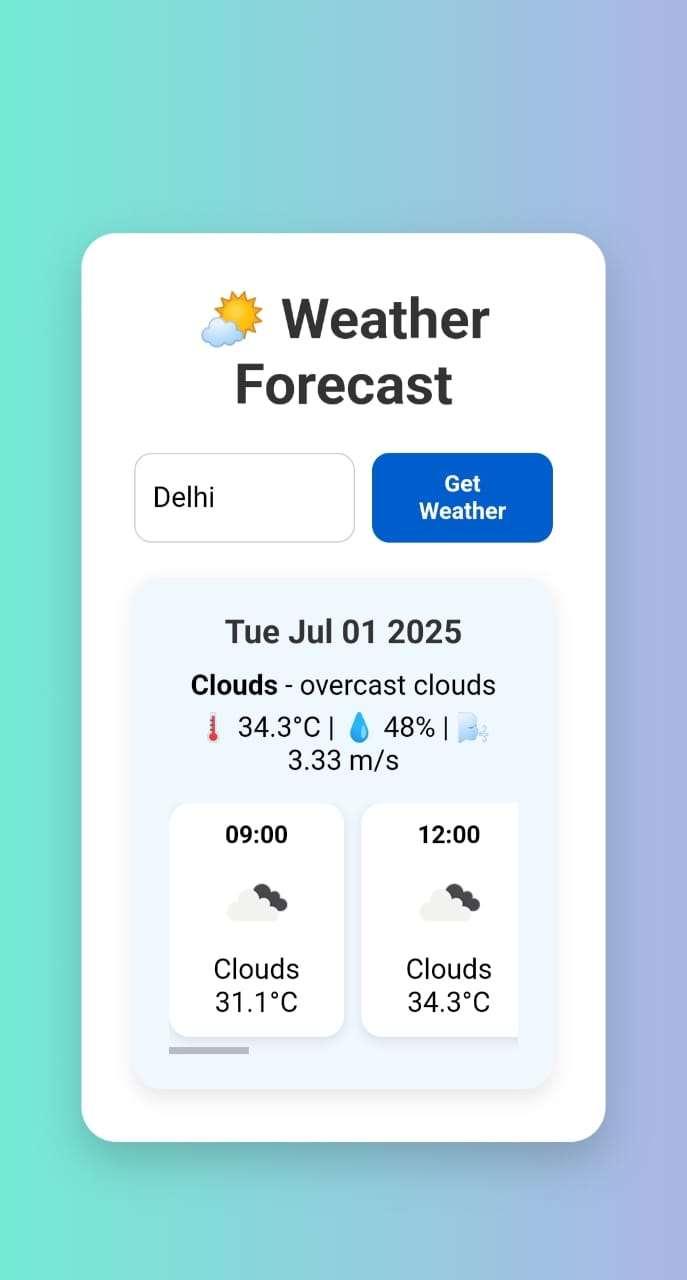 🌤️ Weather
Forecast
Delhi
Get
Weather
Tue Jul 01 2025
Clouds - overcast clouds
🌡️ 34.3°C | 💧 48% | 🌬️
3.33 m/s
09:00
Clouds
31.1°C
12:00
Clouds
34.3°C